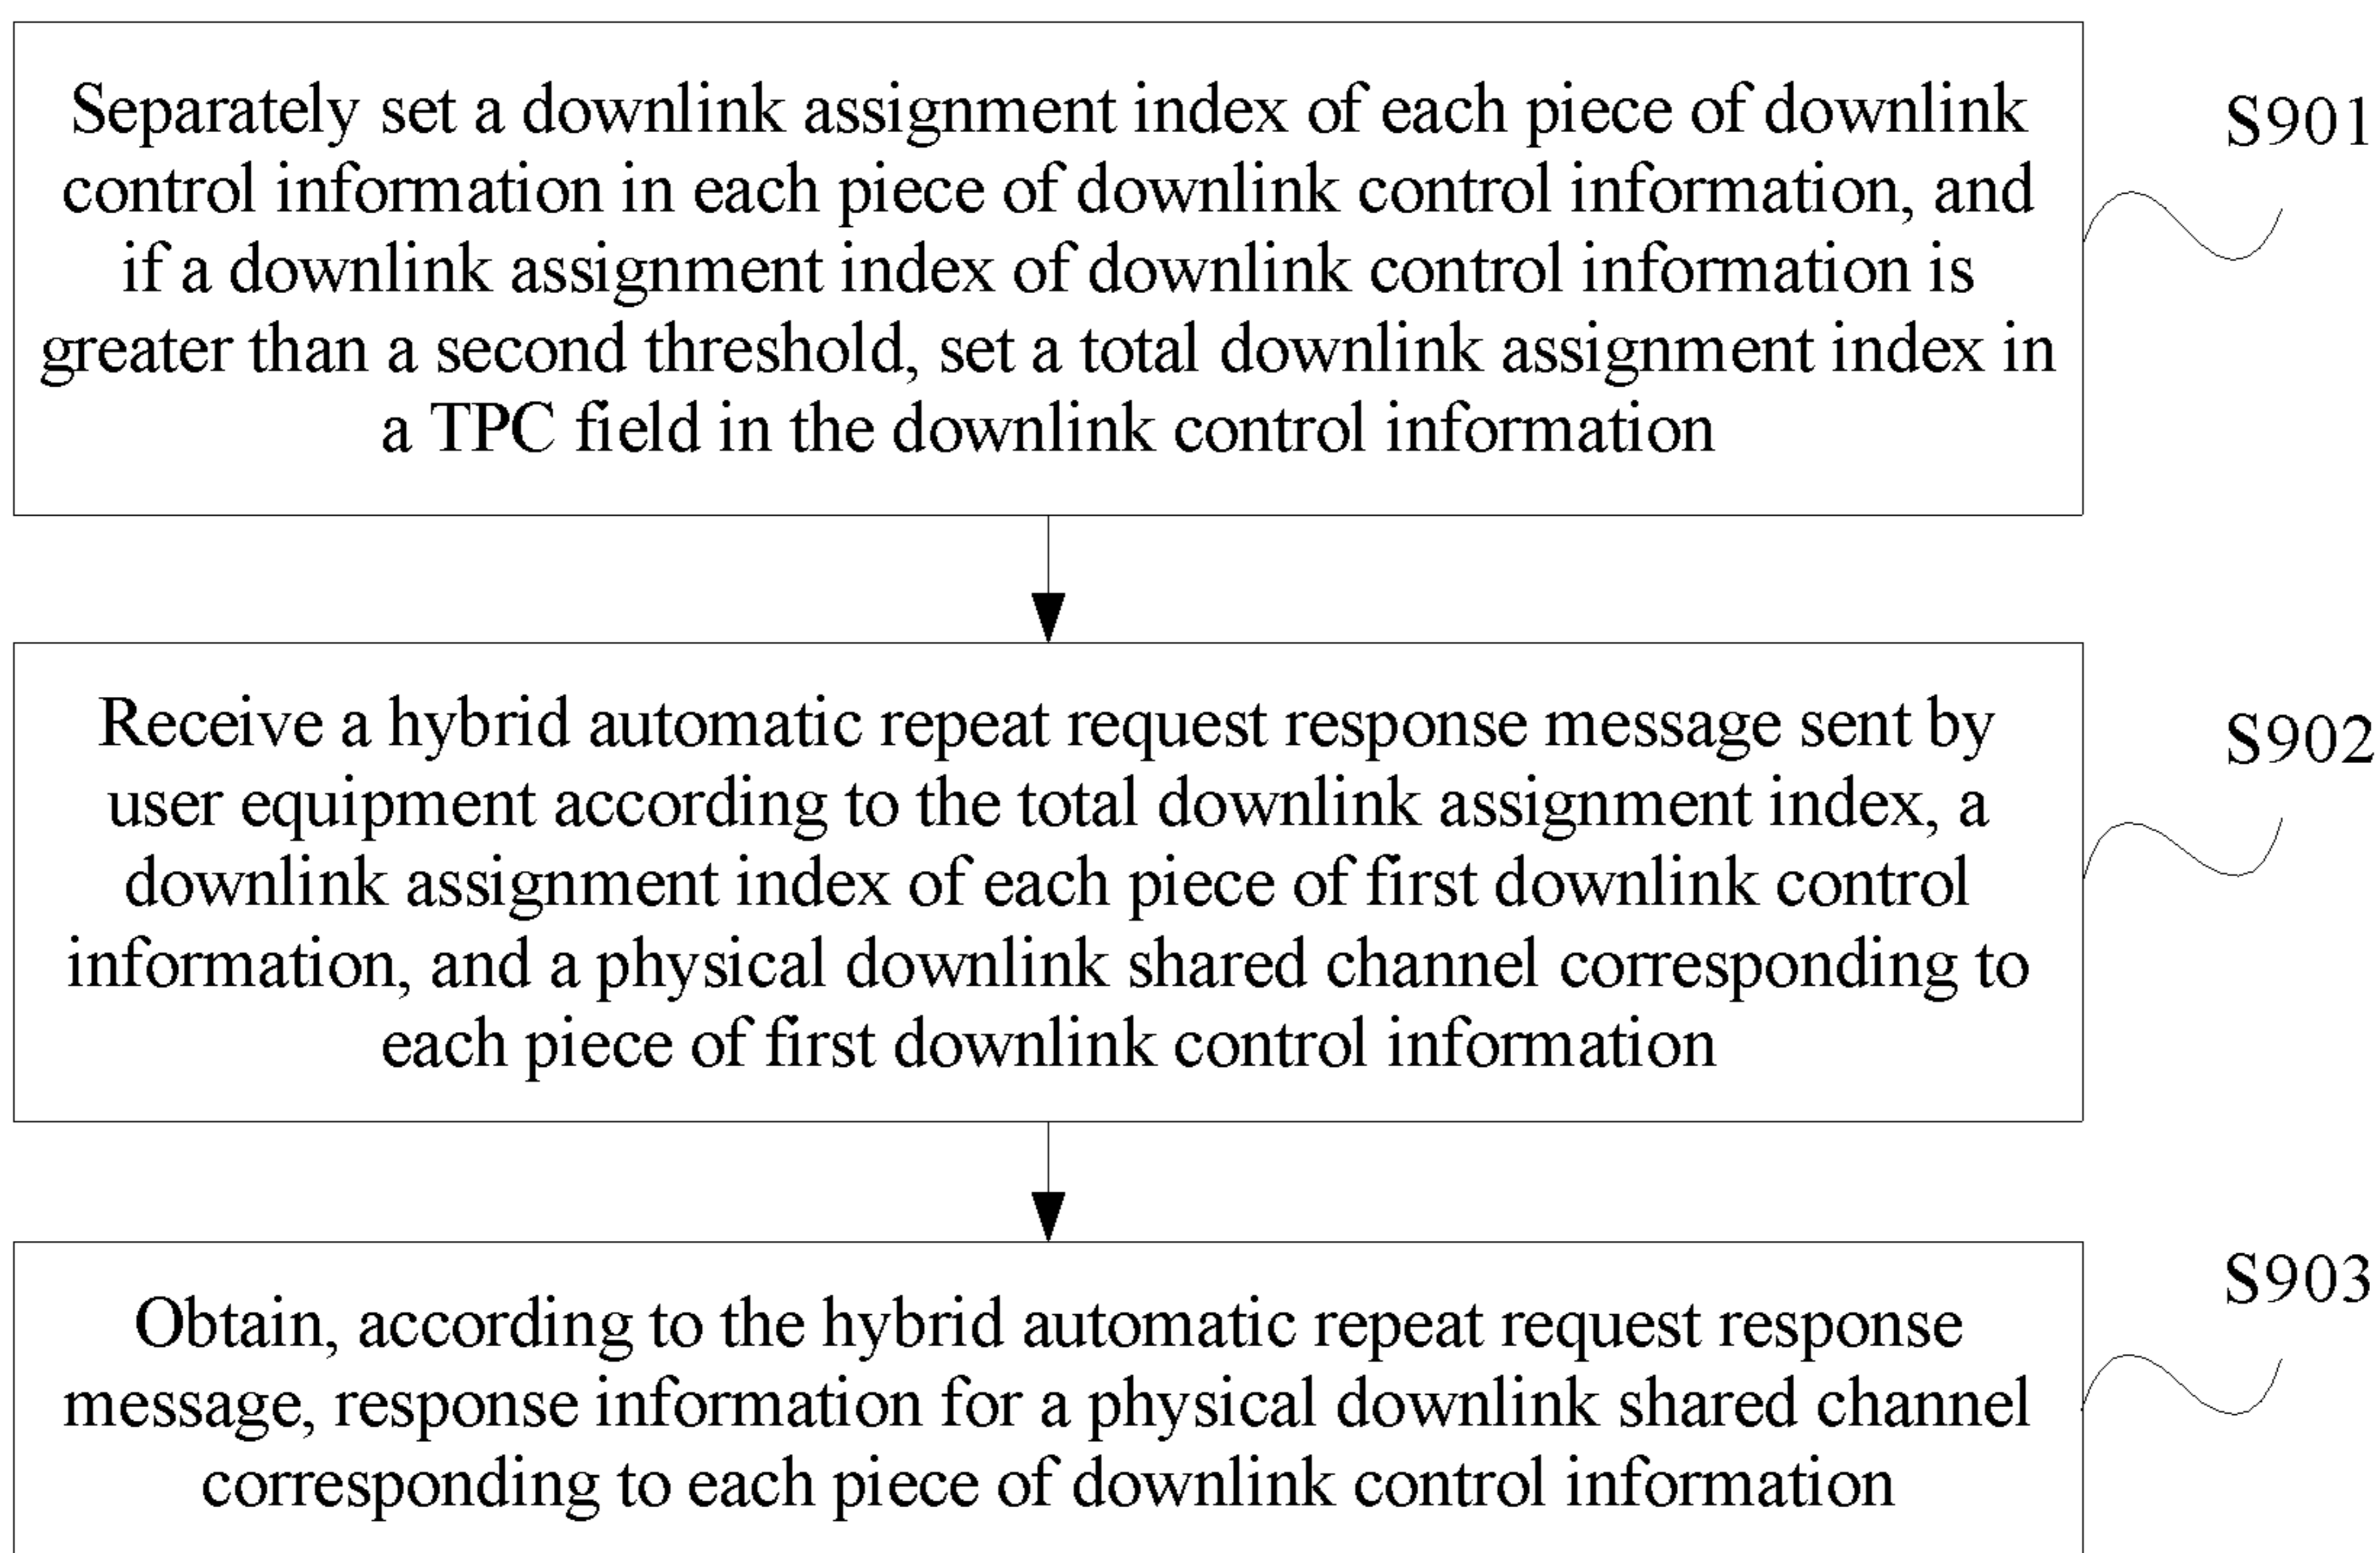 Separately set a downlink assignment index of each piece of downlink
control information in each piece of downlink control information, and
if a downlink assignment index of downlink control information is
greater than a second threshold, set a total downlink assignment index in
a TPC field in the downlink control information
S901
Receive a hybrid automatic repeat request response message sent by
user equipment according to the total downlink assignment index, a
downlink assignment index of each piece of first downlink control
information, and a physical downlink shared channel corresponding to
each piece of first downlink control information
S902
Obtain, according to the hybrid automatic repeat request response
message, response information for a physical downlink shared channel
corresponding to each piece of downlink control information
S903